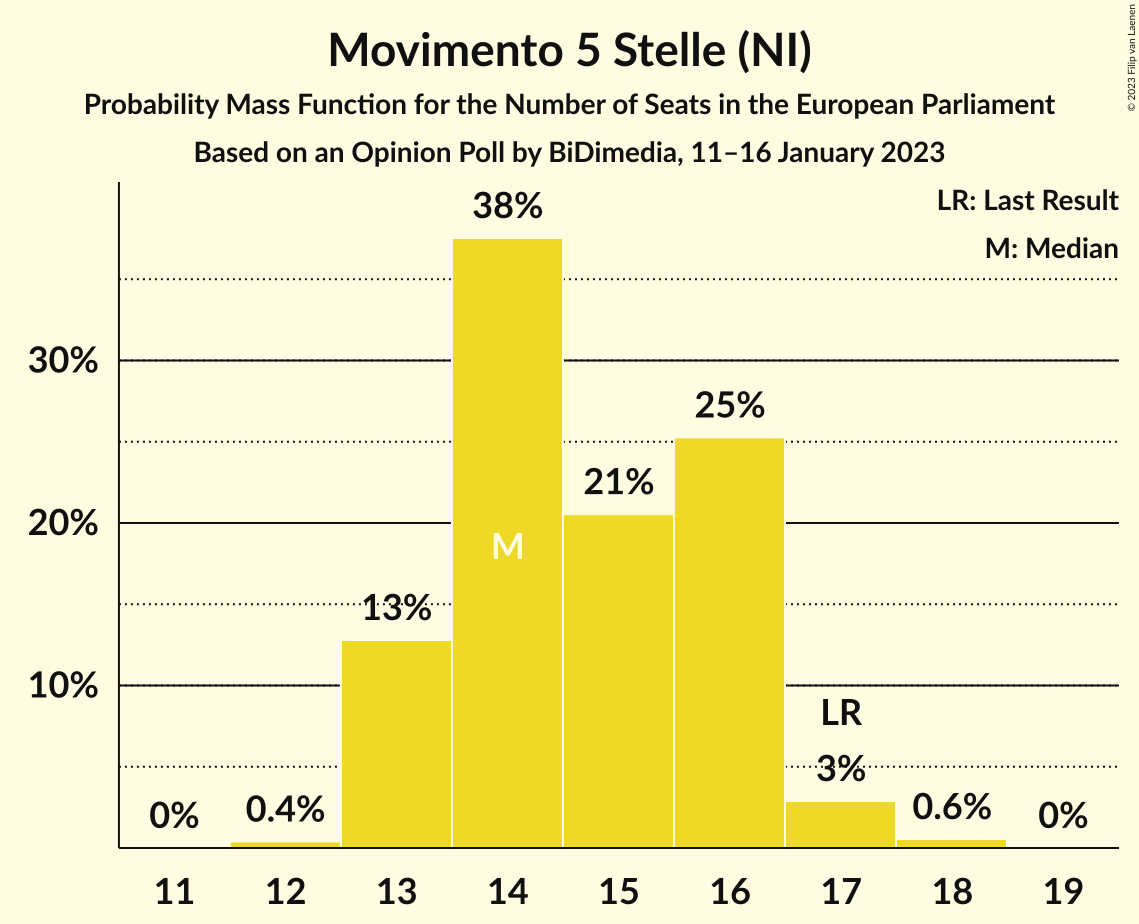 Movimento 5 Stelle (NI)
Probability Mass Function for the Number of Seats in the European Parliament
Based on an Opinion Poll by BiDimedia, 11–16 January 2023
© 2023 Filip van Laenen
LR: Last Result
M: Median
38%
30%
25%
21%
20%
M
13%
10%
LR
3%
0%
0.4%
0.6%
0%
11 12 13 14 15 16 17 18 19